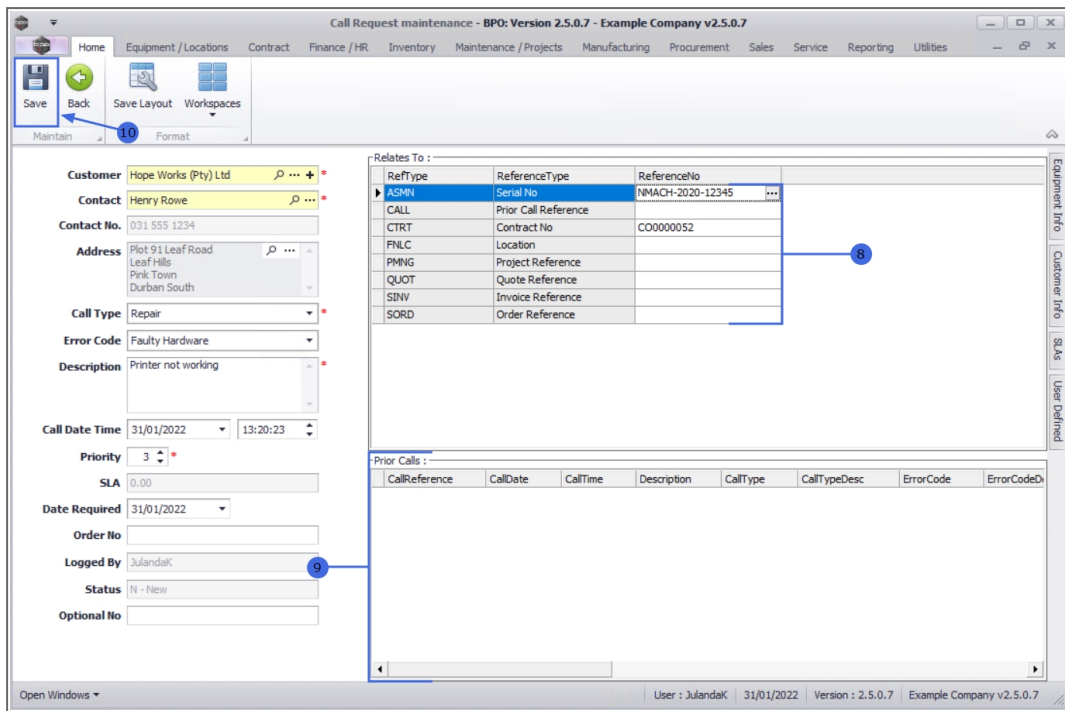 Call Request maintenance - BPO: Version 2.5.0.7 - Example Company v2.5.0.7
Home Equipment / Locations Contract Finance / HR Inventory Maintenance / Projects Manufacturing Procurement Sales Service Reporting Utilities
Save Back Save Layout Workspaces
10
Maintain Format
Customer Hope Works (Pty) Ltd *
Contact Henry Rowe *
Contact No. 031 555 1234
Address Plot 91 Leaf Road
Leaf Hills
Pink Town
Durban South
Call Type Repair *
Error Code Faulty Hardware
Description Printer not working *
Call Date Time 31/01/2022 13:20:23
Priority 3 *
SLA 0.00
Date Required 31/01/2022
Order No
Logged By JulandaK
Status N - New
Optional No
9
Relates To :
RefType ReferenceType ReferenceNo
ASMN Serial No NMACH-2020-12345 ...
CALL Prior Call Reference
CTRT Contract No CO0000052
FNLC Location
PMNG Project Reference
QUOT Quote Reference
SINV Invoice Reference
SORD Order Reference
8
Prior Calls :
CallReference CallDate CallTime Description CallType CallTypeDesc ErrorCode ErrorCodeDe
Equipment Info
Customer Info
SLAs
User Defined
Open Windows User : JulandaK 31/01/2022 Version : 2.5.0.7 Example Company v2.5.0.7